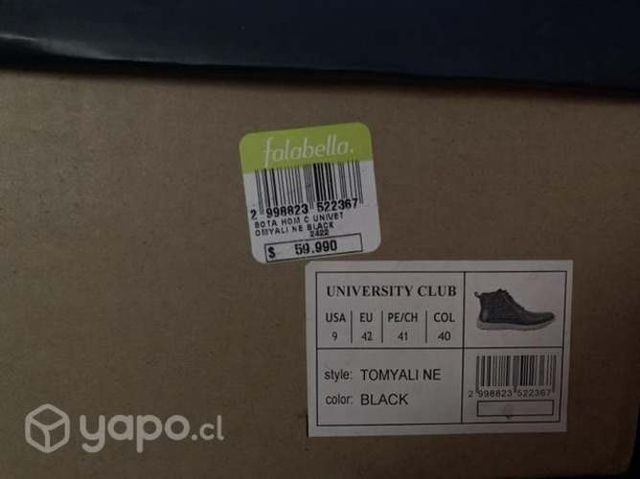 falabella.
2 998823 522367
BOTA HOM C UNIVET
OMYALI NE BLACK
2422
$ 59.990
UNIVERSITY CLUB
USA EU PE/CH COL
9 42 41 40
style: TOMYALI NE
color: BLACK
2 998823 522367
yapo.cl